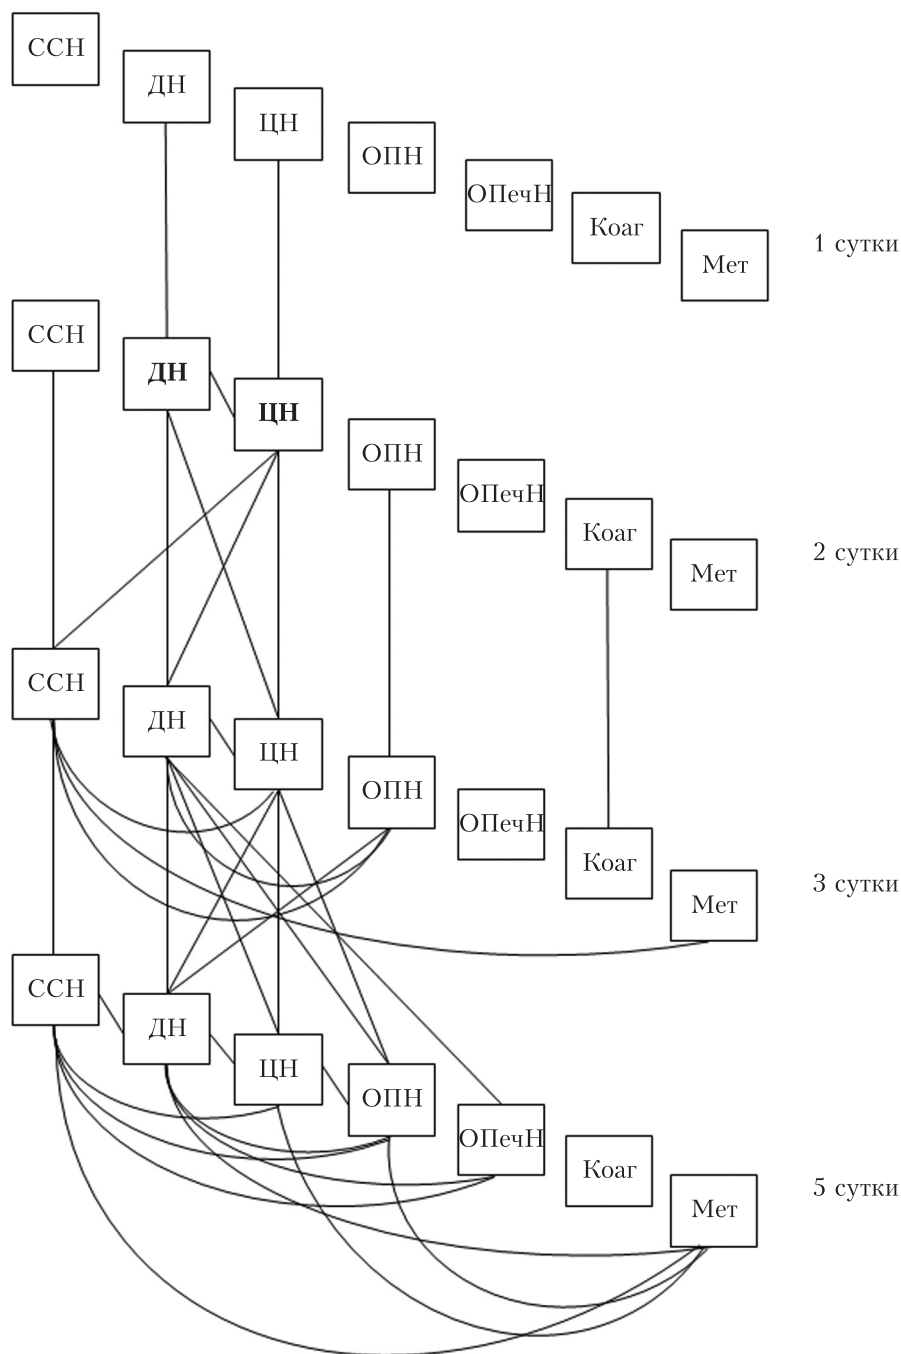 ССН
ДН
ЦН
ОПН
ОПечН
Коаг
Мет
1 сутки
ССН
ДН
ЦН
ОПН
ОПечН
Коаг
Мет
2 сутки
ССН
ДН
ЦН
ОПН
ОПечН
Коаг
Мет
3 сутки
ССН
ДН
ЦН
ОПН
ОПечН
Коаг
Мет
5 сутки